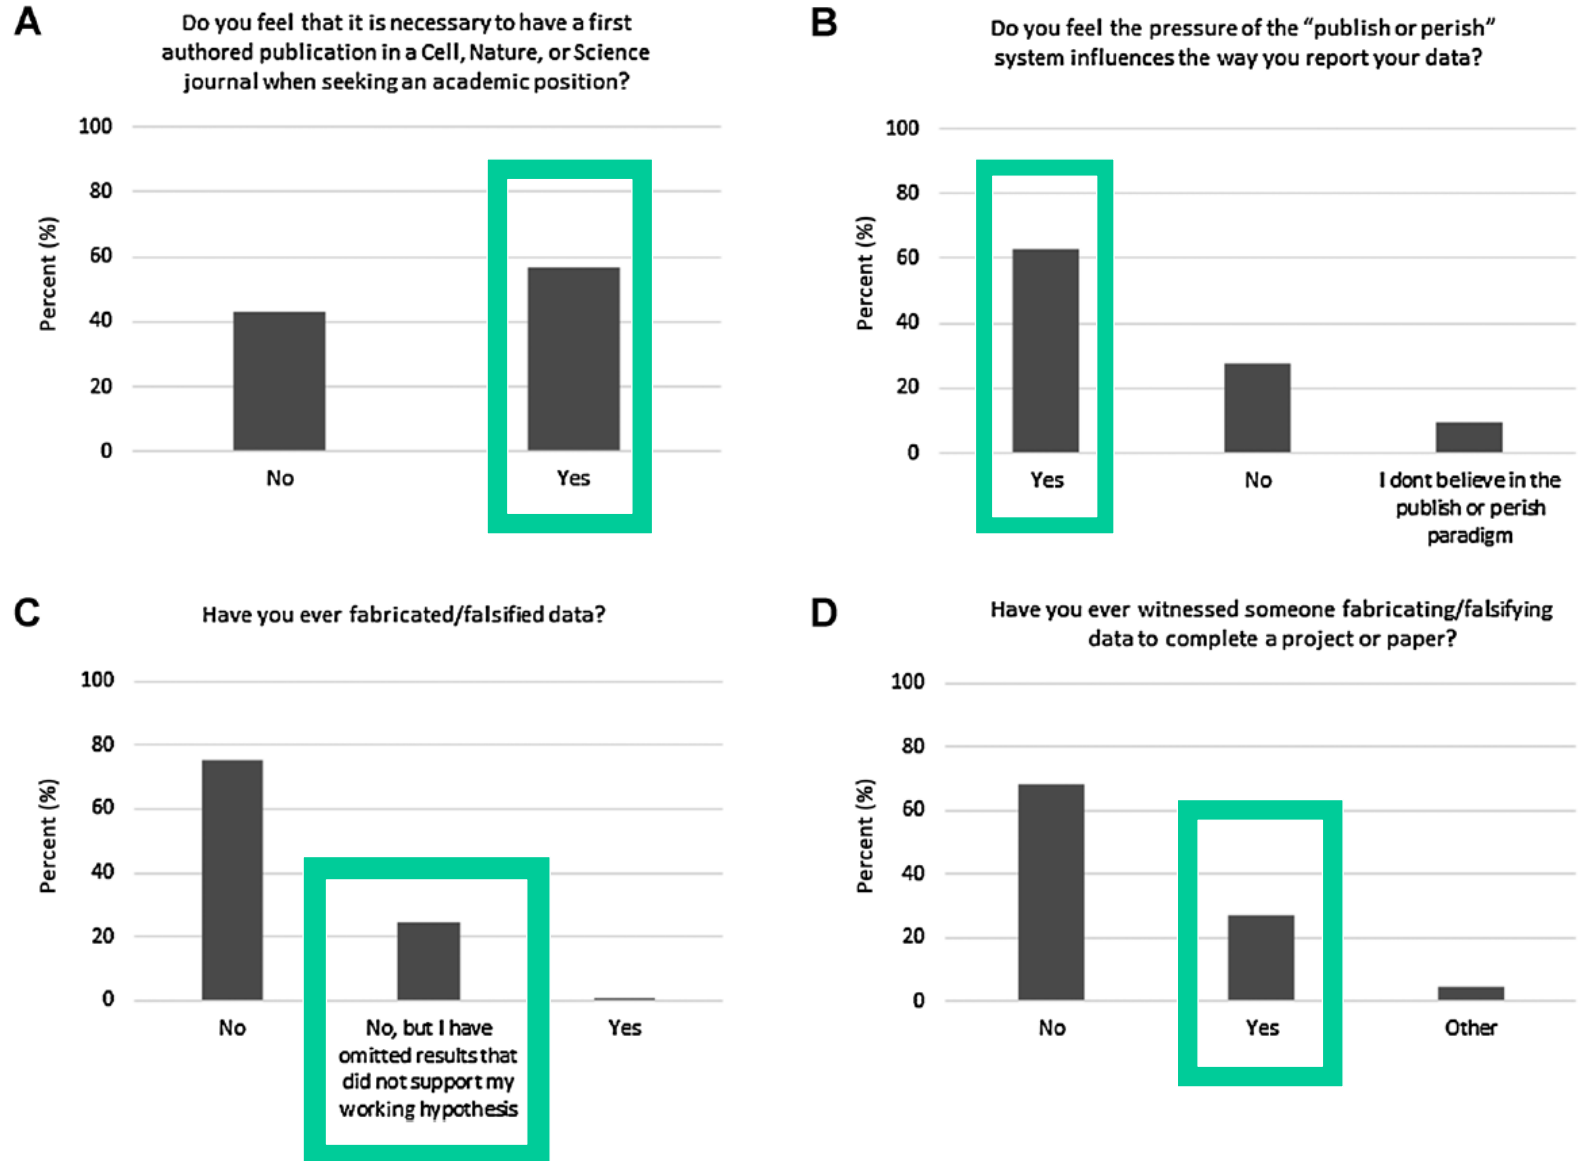 A
Do you feel that it is necessary to have a first
authored publication in a Cell, Nature, or Science
journal when seeking an academic position?
100
80
60
40
20
0
Percent (%)
No
Yes
B
Do you feel the pressure of the “publish or perish”
system influences the way you report your data?
100
80
60
40
20
0
Percent (%)
Yes
No
I dont believe in the
publish or perish
paradigm
C
Have you ever fabricated/falsified data?
100
80
60
40
20
0
Percent (%)
No
No, but I have
omitted results that
did not support my
working hypothesis
Yes
D
Have you ever witnessed someone fabricating/falsifying
data to complete a project or paper?
100
80
60
40
20
0
Percent (%)
No
Yes
Other